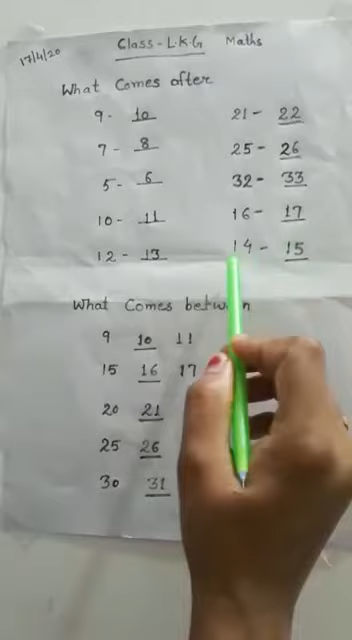 17/4/20
Class - L.K.G Maths
What Comes after
9 - 10 21 - 22
7 - 8 25 - 26
5 - 6 32 - 33
10 - 11 16 - 17
12 - 13 14 - 15
What Comes between
9 10 11
15 16 17
20 21
25 26
30 31